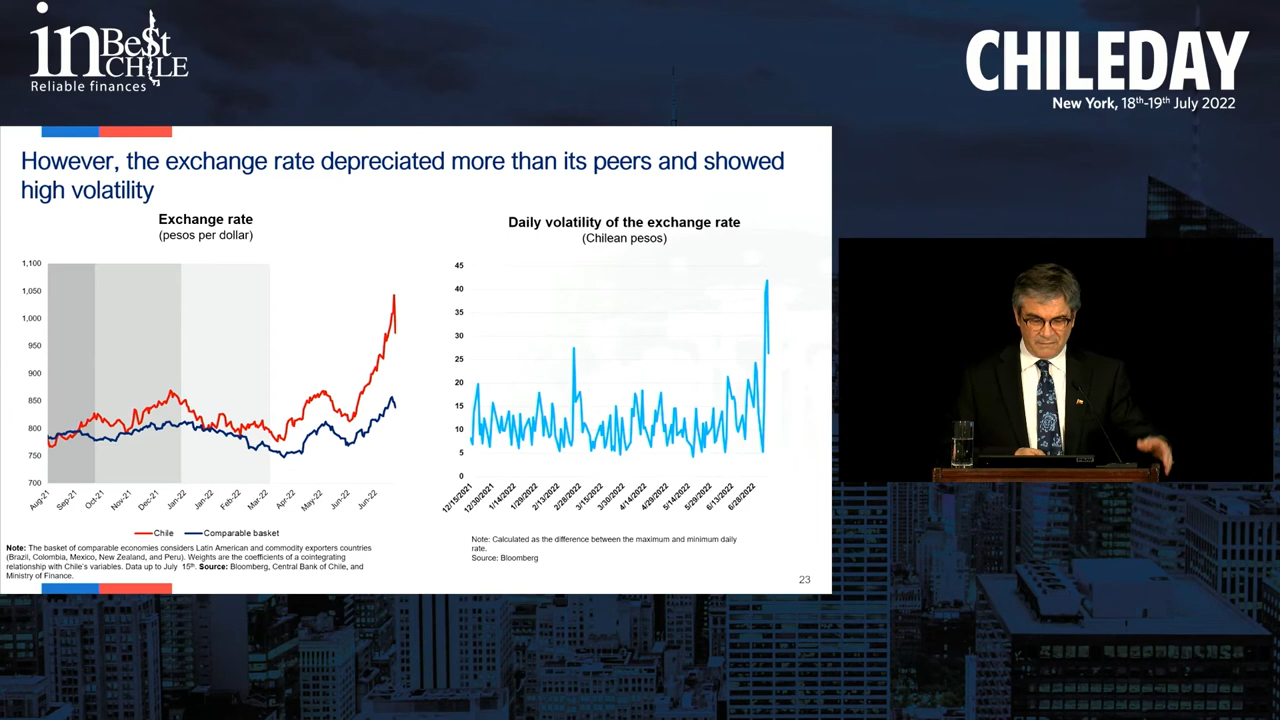 in BeSt
CHiLE
Reliable finances
CHILEDAY
New York, 18th-19th July 2022
However, the exchange rate depreciated more than its peers and showed
high volatility
Exchange rate
(pesos per dollar)
1,100
1,050
1,000
950
900
850
800
750
700
Aug-21
Sep-21
Oct-21
Nov-21
Dec-21
Jan-22
Jan-22
Feb-22
Mar-22
Apr-22
May-22
Jun-22
Jun-22
Chile
Comparable basket
Note: The basket of comparable economies considers Latin American and commodity exporters countries
(Brazil, Colombia, Mexico, New Zealand, and Peru). Weights are the coefficients of a cointegrating
relationship with Chile´s variables. Data up to July 15th. Source: Bloomberg, Central Bank of Chile, and
Ministry of Finance.
Daily volatility of the exchange rate
(Chilean pesos)
45
40
35
30
25
20
15
10
5
0
12/15/2021
12/30/2021
1/14/2022
1/29/2022
2/13/2022
2/28/2022
3/15/2022
3/30/2022
4/14/2022
4/29/2022
5/14/2022
5/29/2022
6/13/2022
6/28/2022
Note: Calculated as the difference between the maximum and minimum daily
rate.
Source: Bloomberg
23